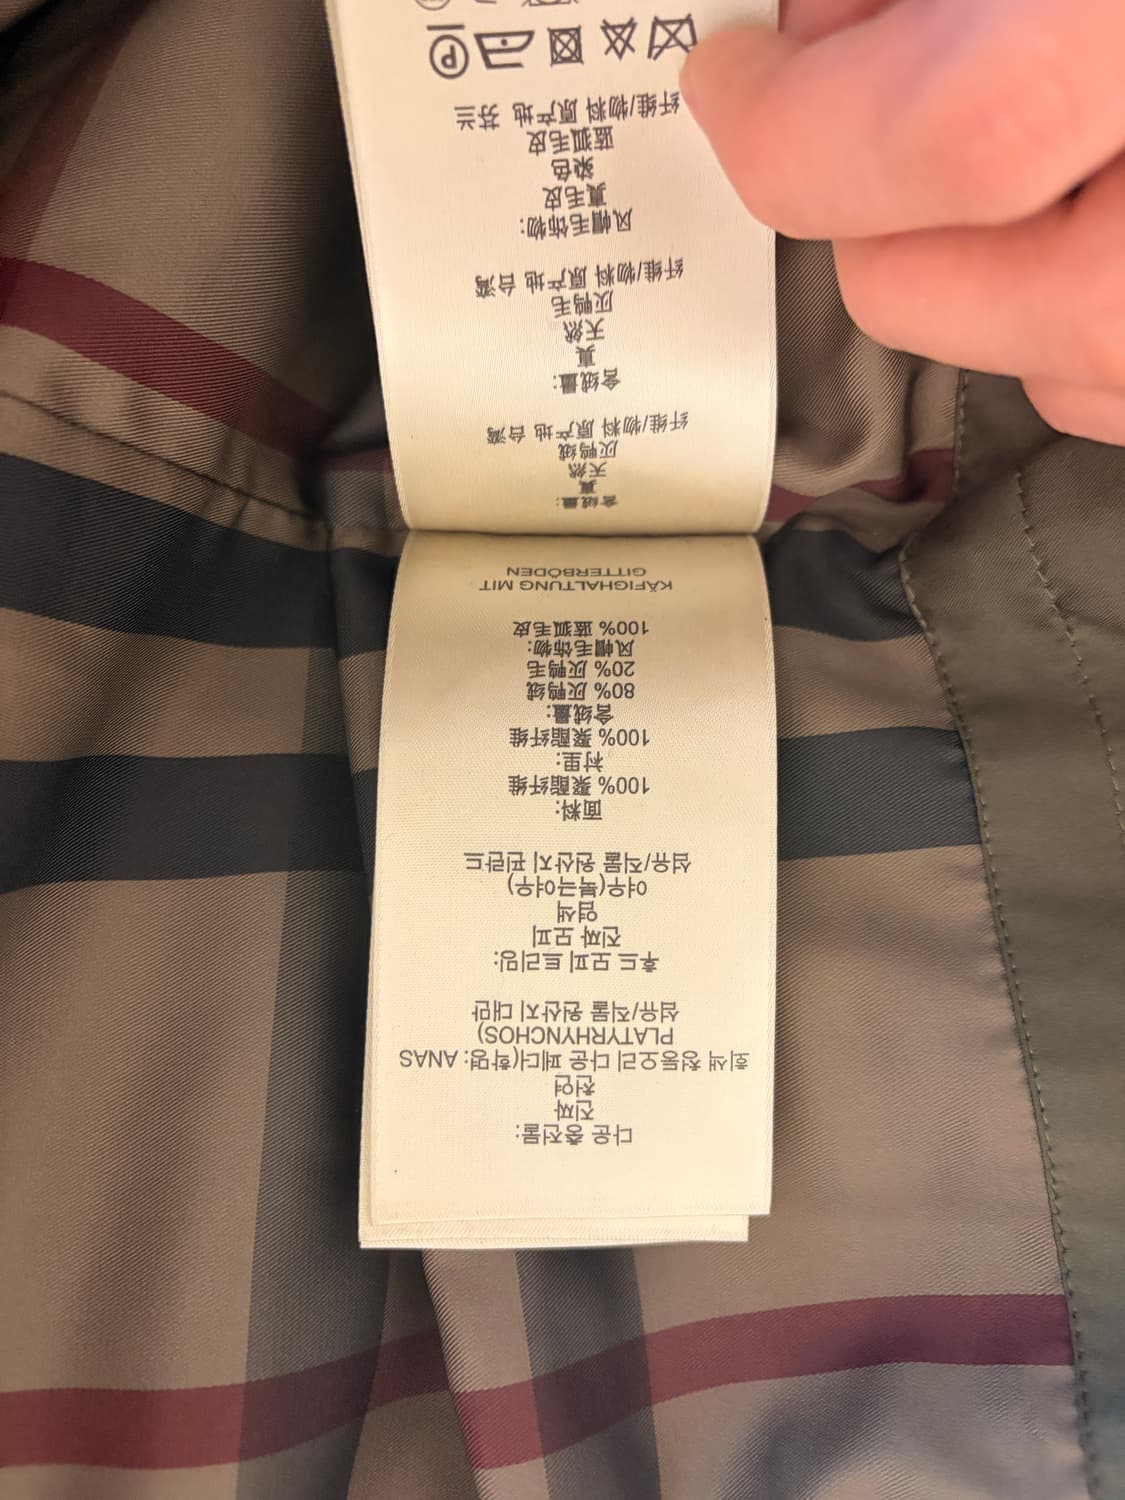 다운 충전물:
진짜
천연
회색 청둥오리 다운 페더(학명: ANAS
PLATYRHYNCHOS)
섬유/직물 원산지 대만
후드 모피 트리밍:
진짜 모피
염색
여우(북극여우)
섬유/직물 원산지 핀란드
面料:
100% 聚酯纤维
衬里:
100% 聚酯纤维
含绒量:
80% 灰鸭绒
20% 灰鸭毛
风帽毛饰物:
100% 蓝狐毛皮
KÄFIGHALTUNG MIT
GITTERBÖDEN
含绒量:
真
天然
灰鸭绒
纤维/物料 原产地 台湾
含绒量:
真
天然
灰鸭毛
纤维/物料 原产地 台湾
风帽毛饰物:
真毛皮
染色
蓝狐毛皮
纤维/物料 原产地 芬兰
P